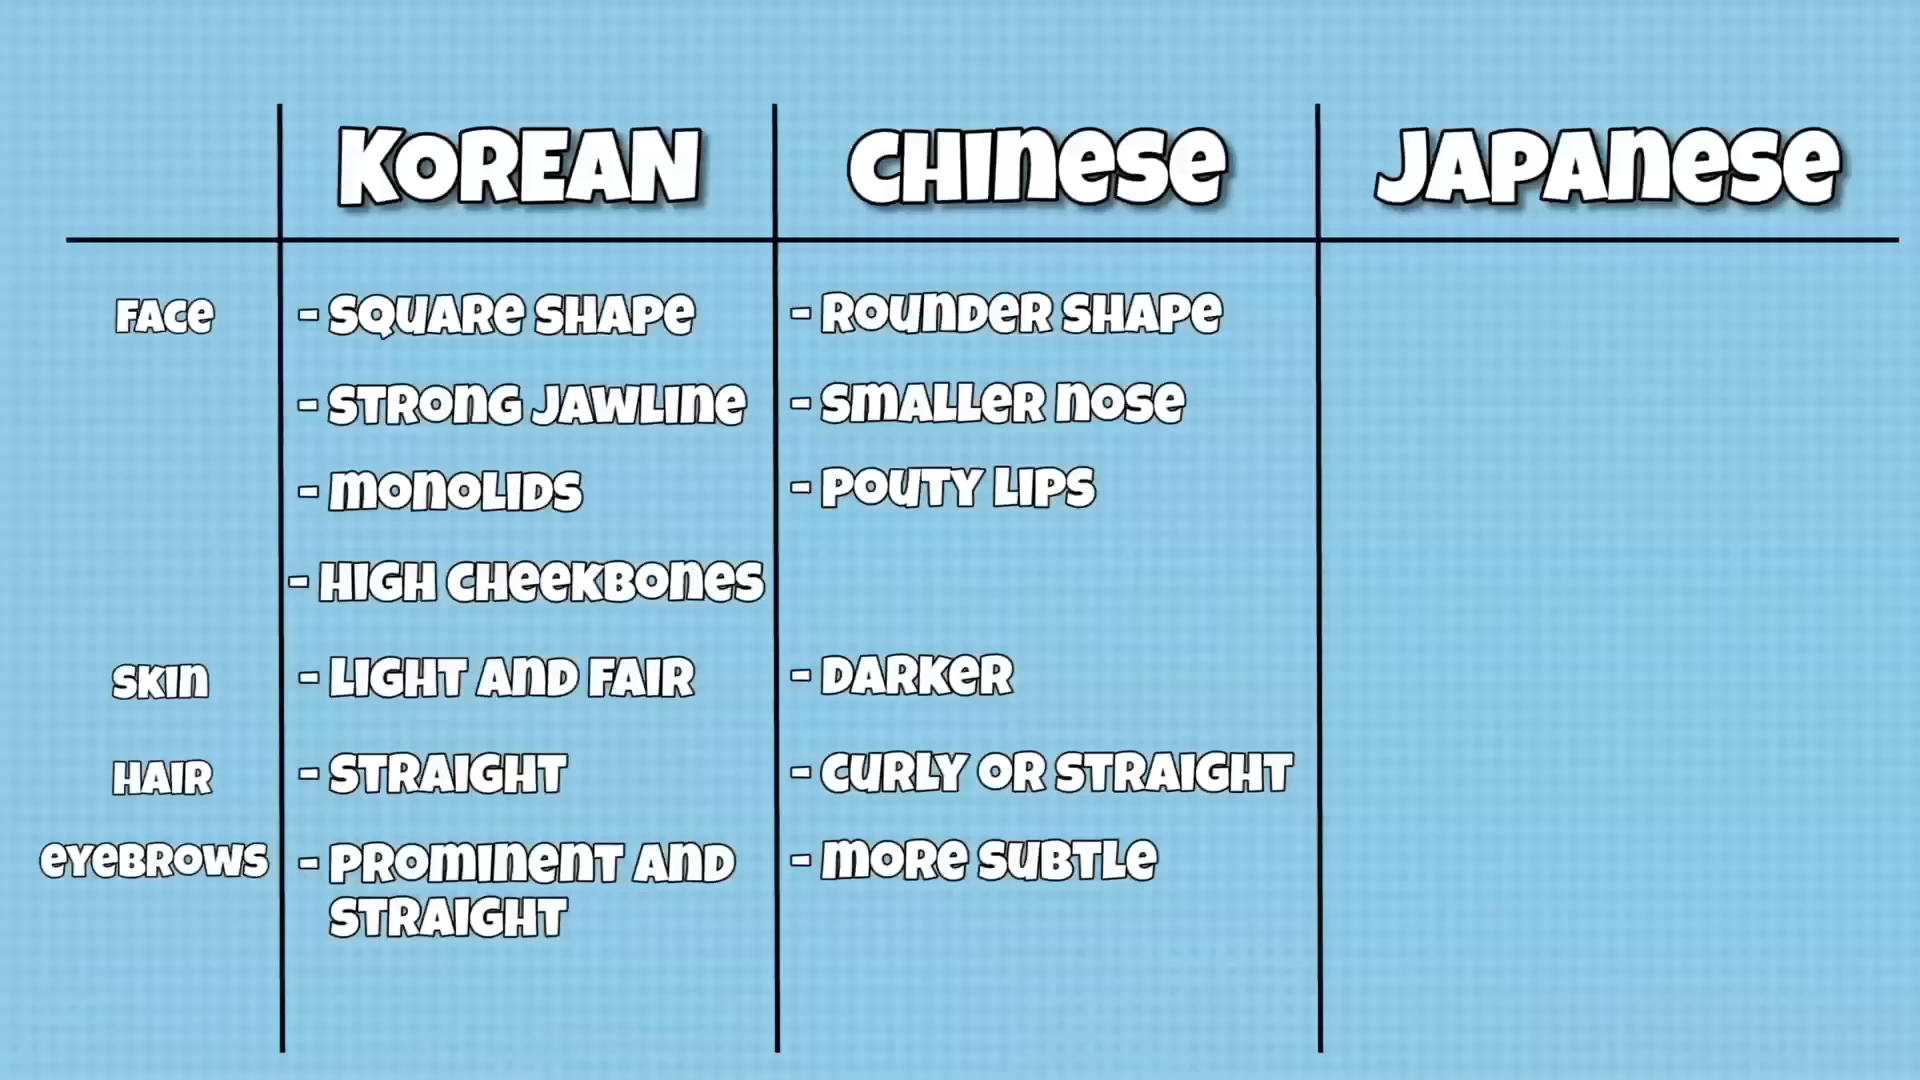 KOREAN CHINESE JAPANESE
FACE - SQUARE SHAPE - ROUNDER SHAPE
- STRONG JAWLINE - SMALLER NOSE
- MONOLIDS - POUTY LIPS
- HIGH CHEEKBONES
SKIN - LIGHT AND FAIR - DARKER
HAIR - STRAIGHT - CURLY OR STRAIGHT
EYEBROWS - PROMINENT AND - MORE SUBTLE
STRAIGHT